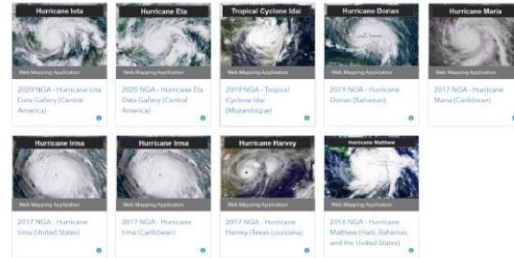 Hurricane Iota
Web Mapping Application
2020 NGA - Hurricane Iota
Data Gallery (Central
America)
Hurricane Eta
Web Mapping Application
2020 NGA - Hurricane Eta
Data Gallery (Central
America)
Tropical Cyclone Idai
Web Mapping Application
2019 NGA - Tropical
Cyclone Idai
(Mozambique)
Hurricane Dorian
Web Mapping Application
2019 NGA - Hurricane
Dorian (Bahamas)
Hurricane Maria
Web Mapping Application
2017 NGA - Hurricane
Maria (Caribbean)
Hurricane Irma
Web Mapping Application
2017 NGA - Hurricane
Irma (United States)
Hurricane Irma
Web Mapping Application
2017 NGA - Hurricane
Irma (Caribbean)
Hurricane Harvey
Web Mapping Application
2017 NGA - Hurricane
Harvey (Texas-Louisiana)
Hurricane Matthew
Web Mapping Application
2016 NGA - Hurricane
Matthew (Haiti, Bahamas,
and the United States)